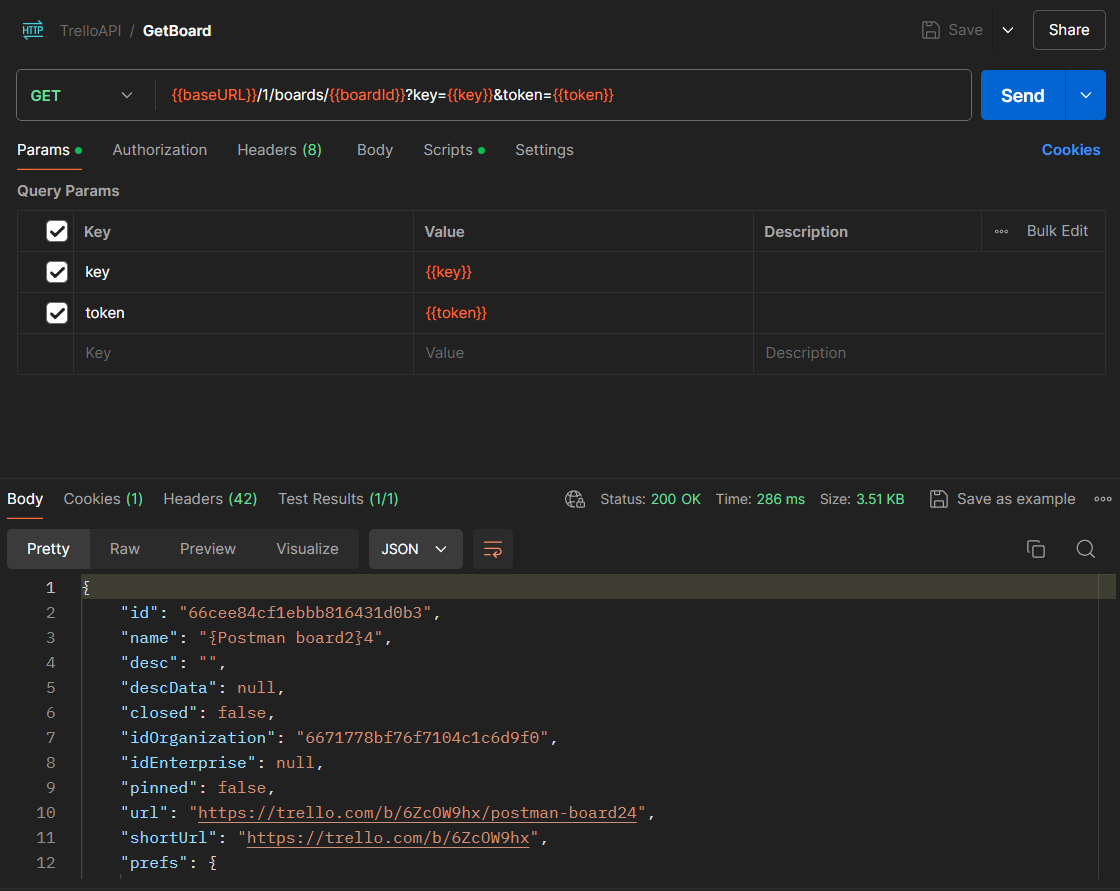 HTTP TrelloAPI / GetBoard Save Share
GET {{baseURL}}/1/boards/{{boardId}}?key={{key}}&token={{token}} Send
Params Authorization Headers (8) Body Scripts Settings Cookies
Query Params
Key Value Description Bulk Edit
key {{key}}
token {{token}}
Key Value Description
Body Cookies (1) Headers (42) Test Results (1/1) Status: 200 OK Time: 286 ms Size: 3.51 KB Save as example
Pretty Raw Preview Visualize JSON
1 {
2 "id": "66cee84cf1ebbb816431d0b3",
3 "name": "{Postman board2}4",
4 "desc": "",
5 "descData": null,
6 "closed": false,
7 "idOrganization": "6671778bf76f7104c1c6d9f0",
8 "idEnterprise": null,
9 "pinned": false,
10 "url": "https://trello.com/b/6ZcOW9hx/postman-board24",
11 "shortUrl": "https://trello.com/b/6ZcOW9hx",
12 "prefs": {